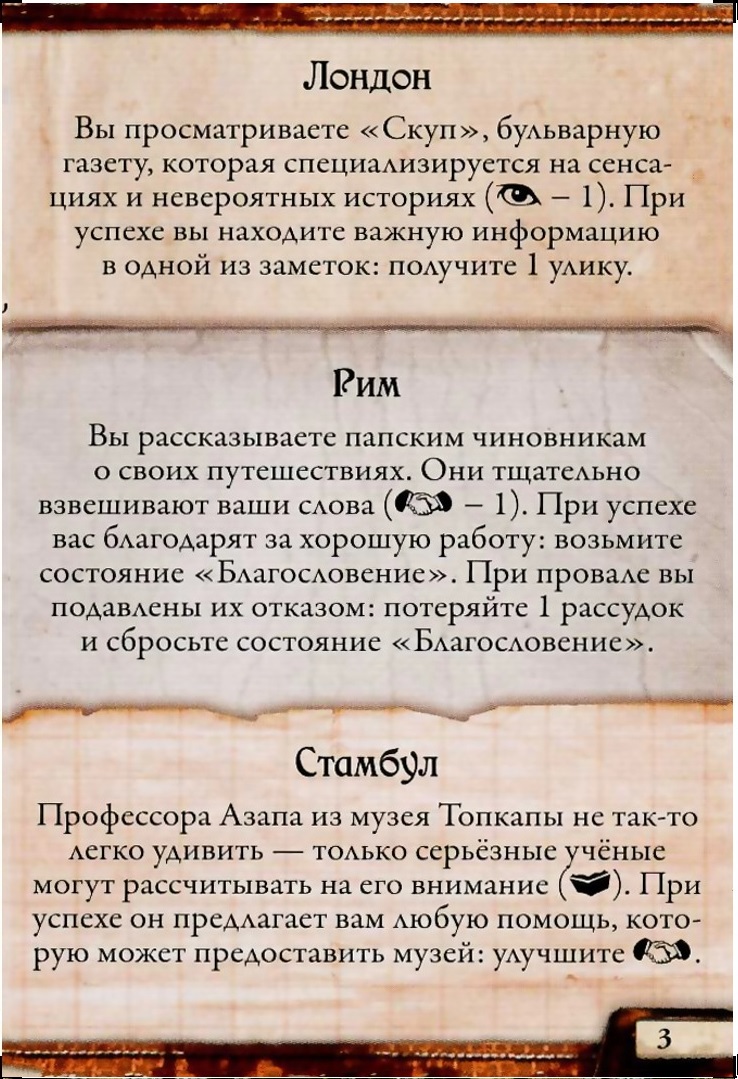 Лондон
Вы просматриваете «Скуп», бульварную
газету, которая специализируется на сенса-
циях и невероятных историях ( – 1). При
успехе вы находите важную информацию
в одной из заметок: получите 1 улику.
,
Рим
Вы рассказываете папским чиновникам
о своих путешествиях. Они тщательно
взвешивают ваши слова ( – 1). При успехе
вас благодарят за хорошую работу: возьмите
состояние «Благословение». При провале вы
подавлены их отказом: потеряйте 1 рассудок
и сбросьте состояние «Благословение».
Стамбул
Профессора Азапа из музея Топкапы не так-то
легко удивить — только серьёзные учёные
могут рассчитывать на его внимание (). При
успехе он предлагает вам любую помощь, кото-
рую может предоставить музей: улучшите .
3